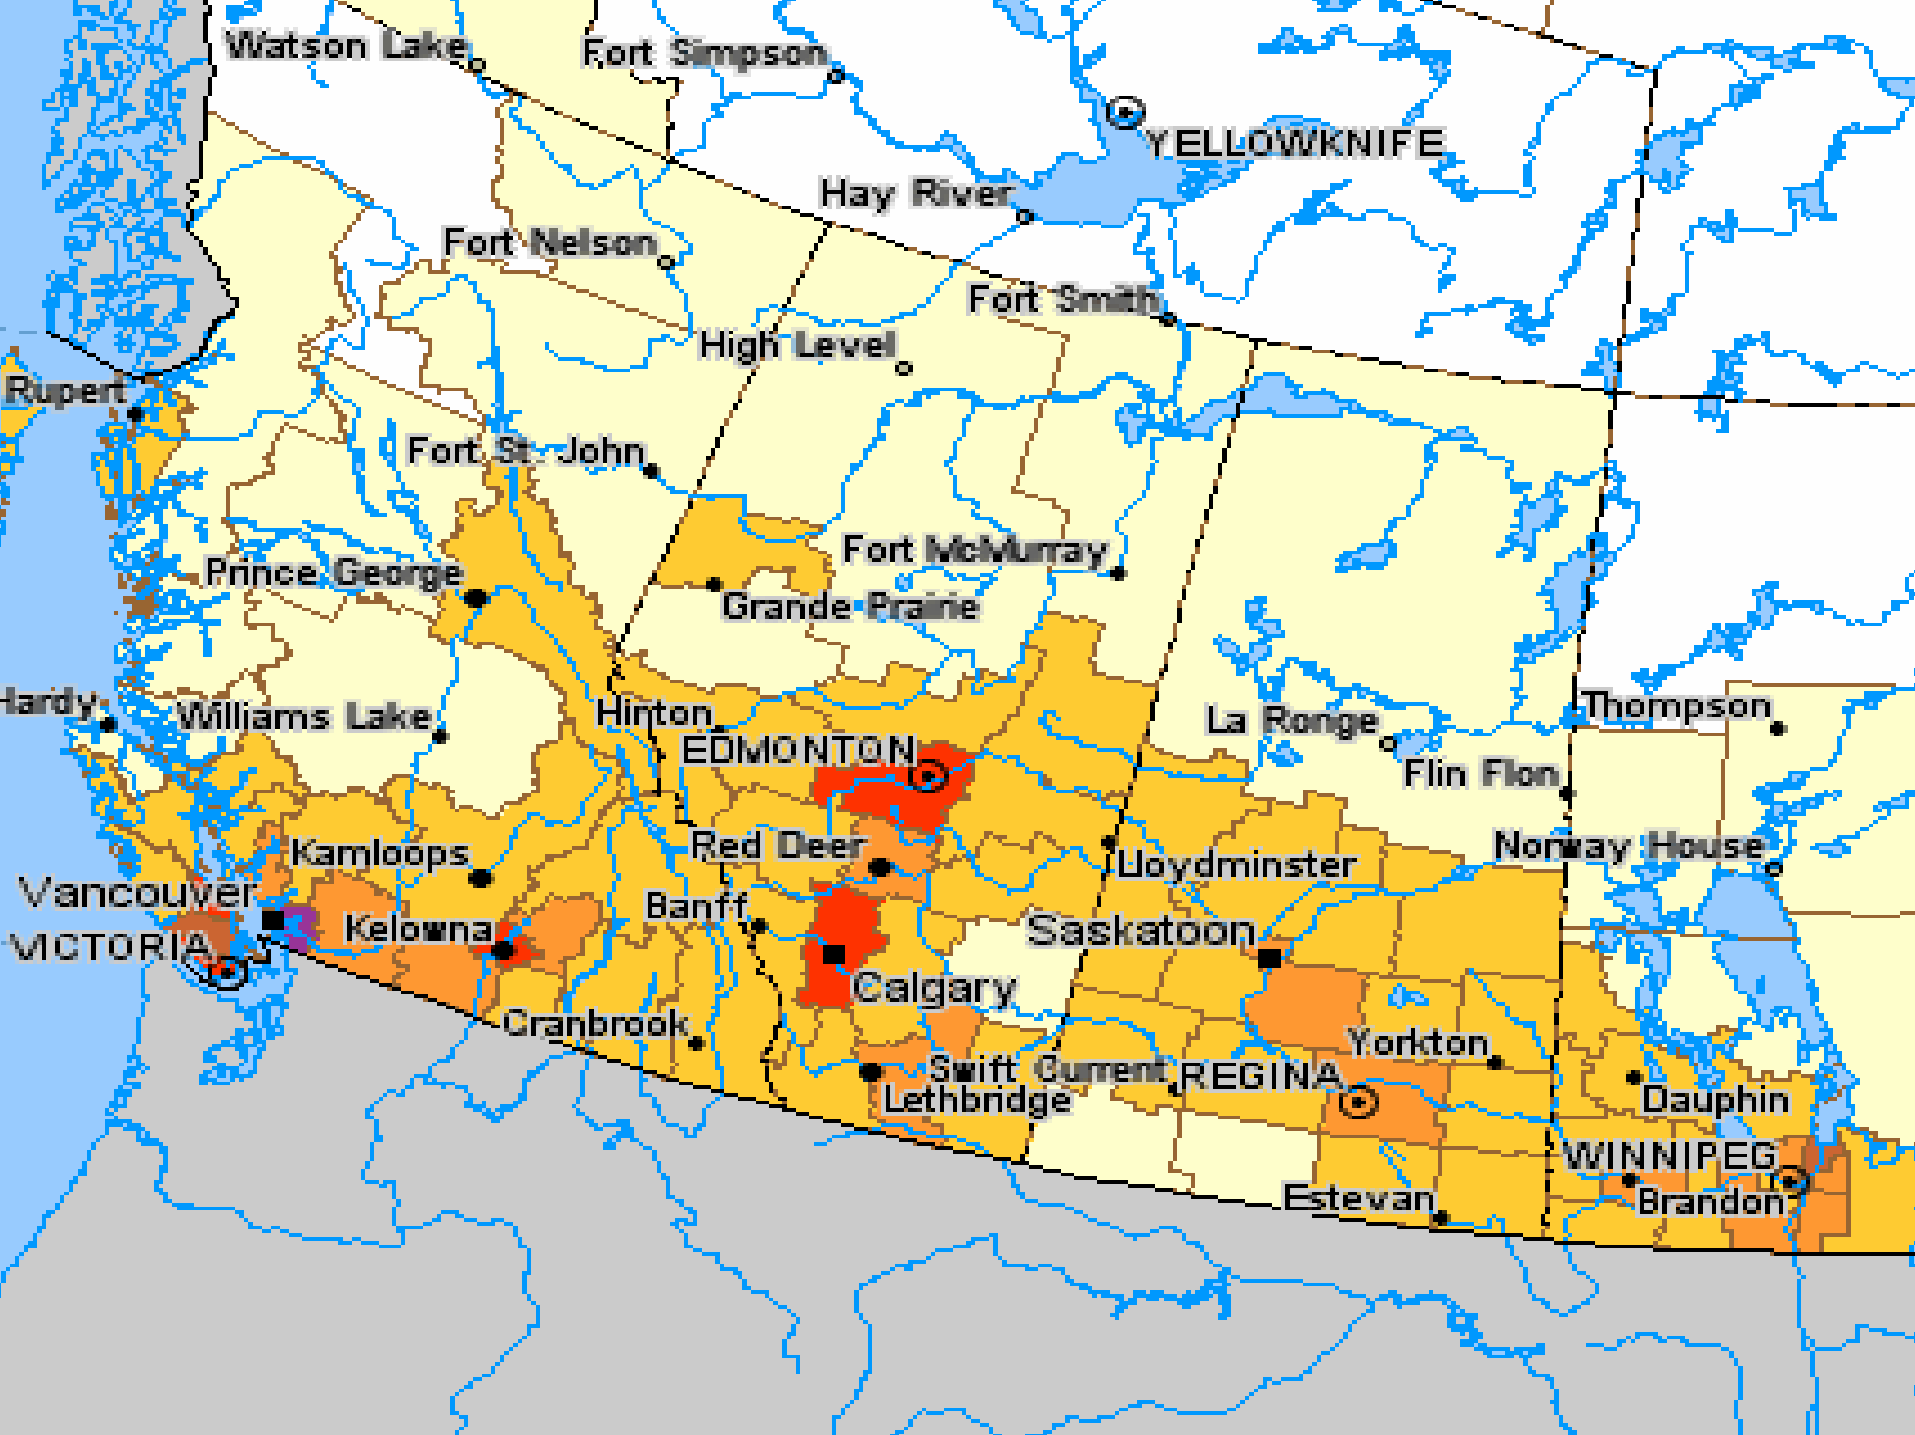 Watson Lake
Fort Simpson
YELLOWKNIFE
Hay River
Fort Nelson
Fort Smith
High Level
Rupert
Fort St. John
Fort McMurray
Prince George
Grande Prairie
Hardy
Williams Lake
Hinton
La Ronge
Thompson
EDMONTON
Flin Flon
Kamloops
Red Deer
Lloydminster
Norway House
Vancouver
Banff
Kelowna
Saskatoon
VICTORIA
Calgary
Cranbrook
Yorkton
Swift Current
REGINA
Lethbridge
Dauphin
WINNIPEG
Estevan
Brandon